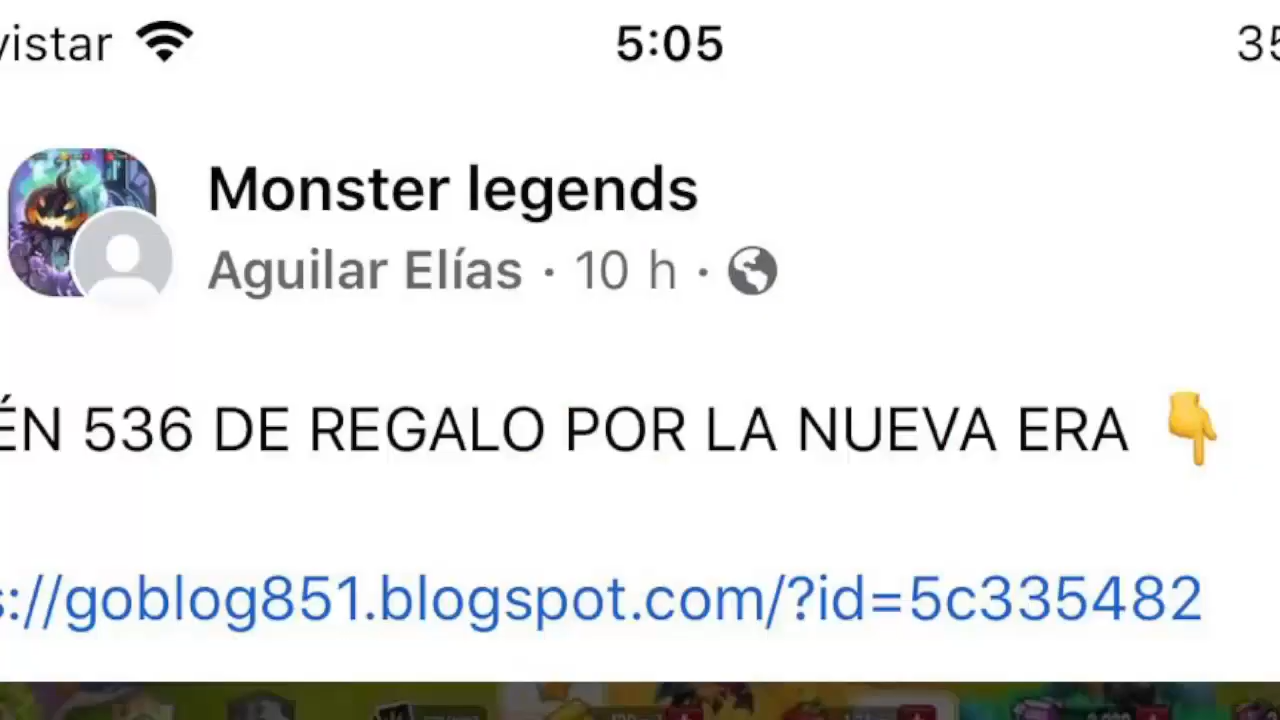 vistar 5:05 35
Monster legends
Aguilar Elías · 10 h ·
ÉN 536 DE REGALO POR LA NUEVA ERA 👇
s://goblog851.blogspot.com/?id=5c335482